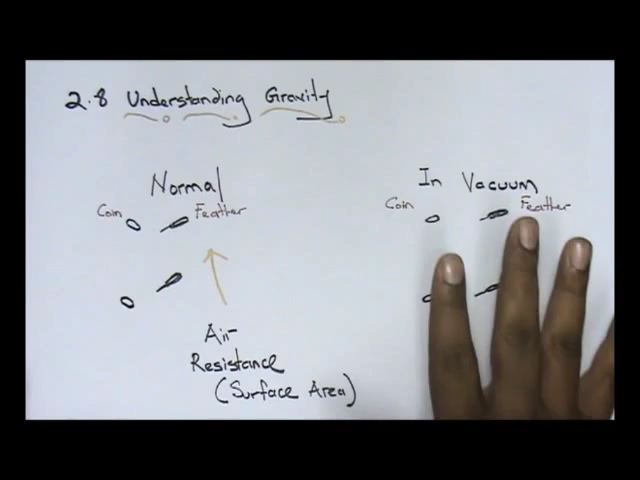 2.8 Understanding Gravity
Normal
Coin Feather
Air
Resistance
(Surface Area)
In Vacuum
Coin Feather